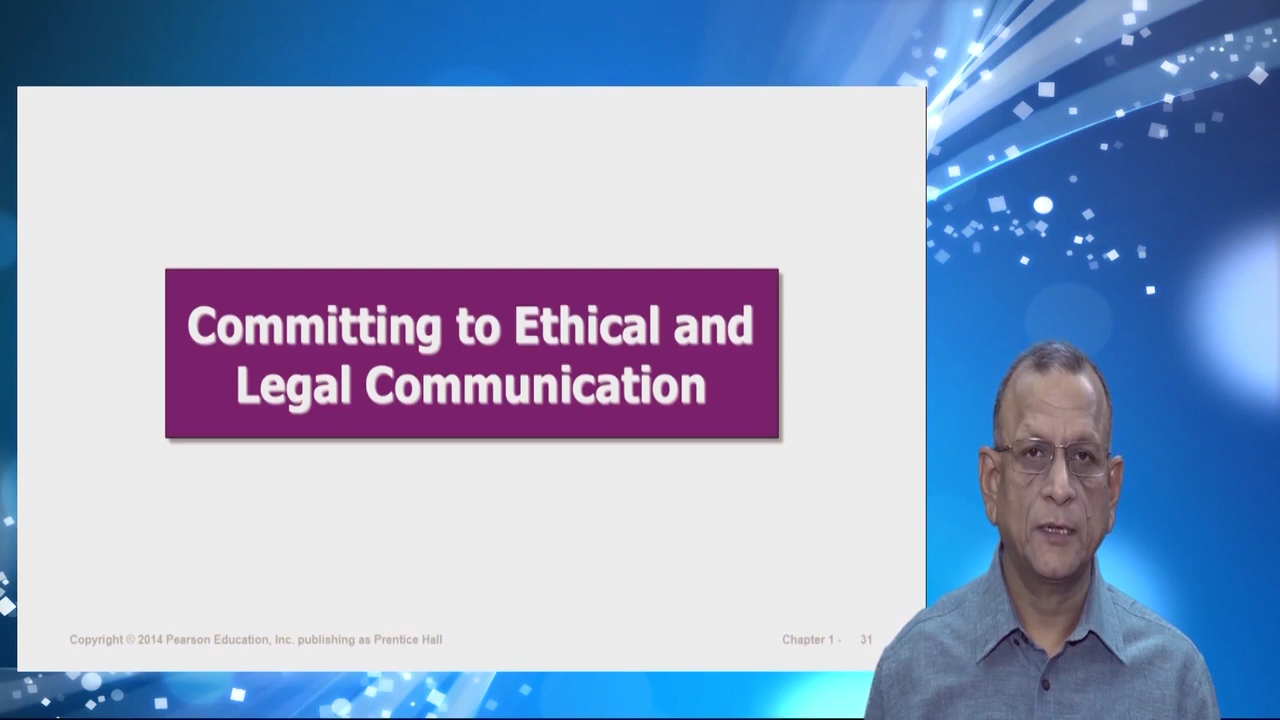 Committing to Ethical and
Legal Communication
Copyright © 2014 Pearson Education, Inc. publishing as Prentice Hall
Chapter 1 - 31